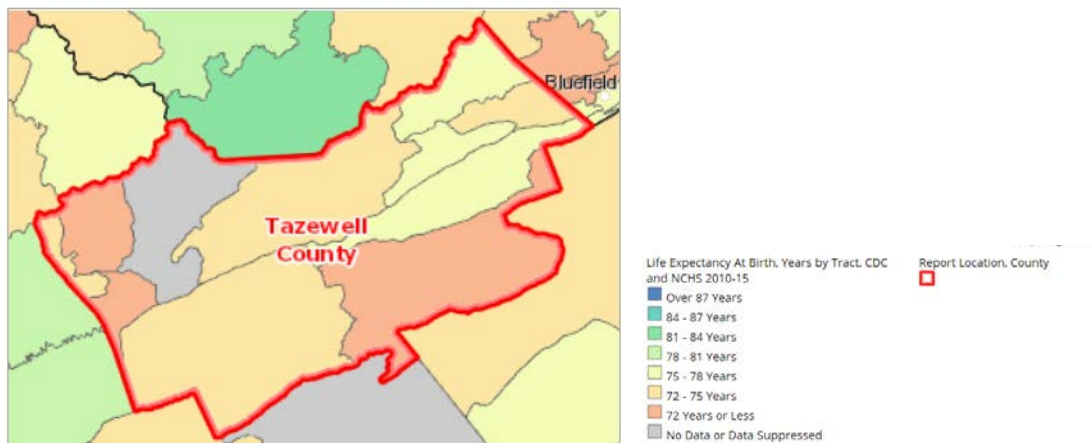 Bluefield
Tazewell
County
Life Expectancy At Birth, Years by Tract, CDC
and NCHS 2010-15
Over 87 Years
84 - 87 Years
81 - 84 Years
78 - 81 Years
75 - 78 Years
72 - 75 Years
72 Years or Less
No Data or Data Suppressed
Report Location, County